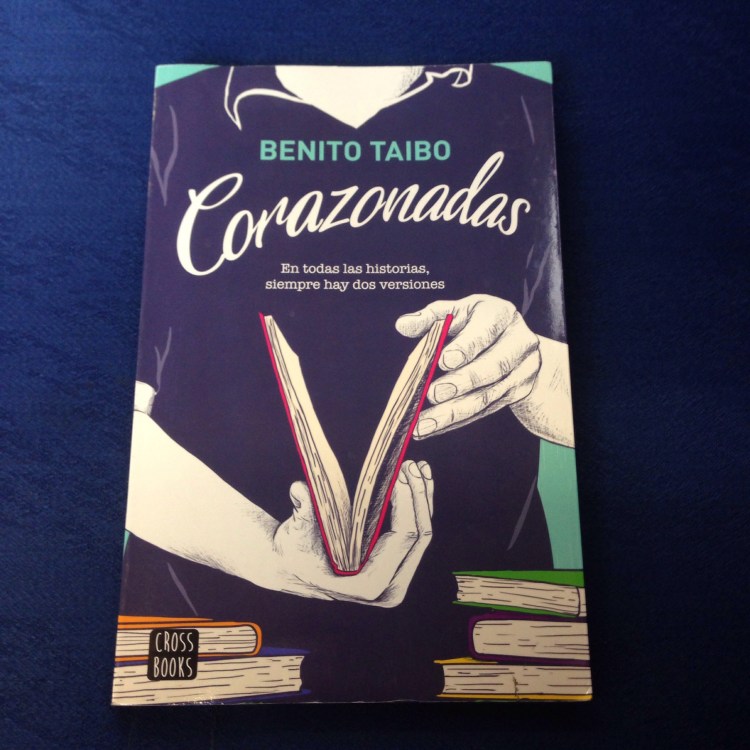 BENITO TAIBO
Corazonadas
En todas las historias,
siempre hay dos versiones
CROSS
BOOKS